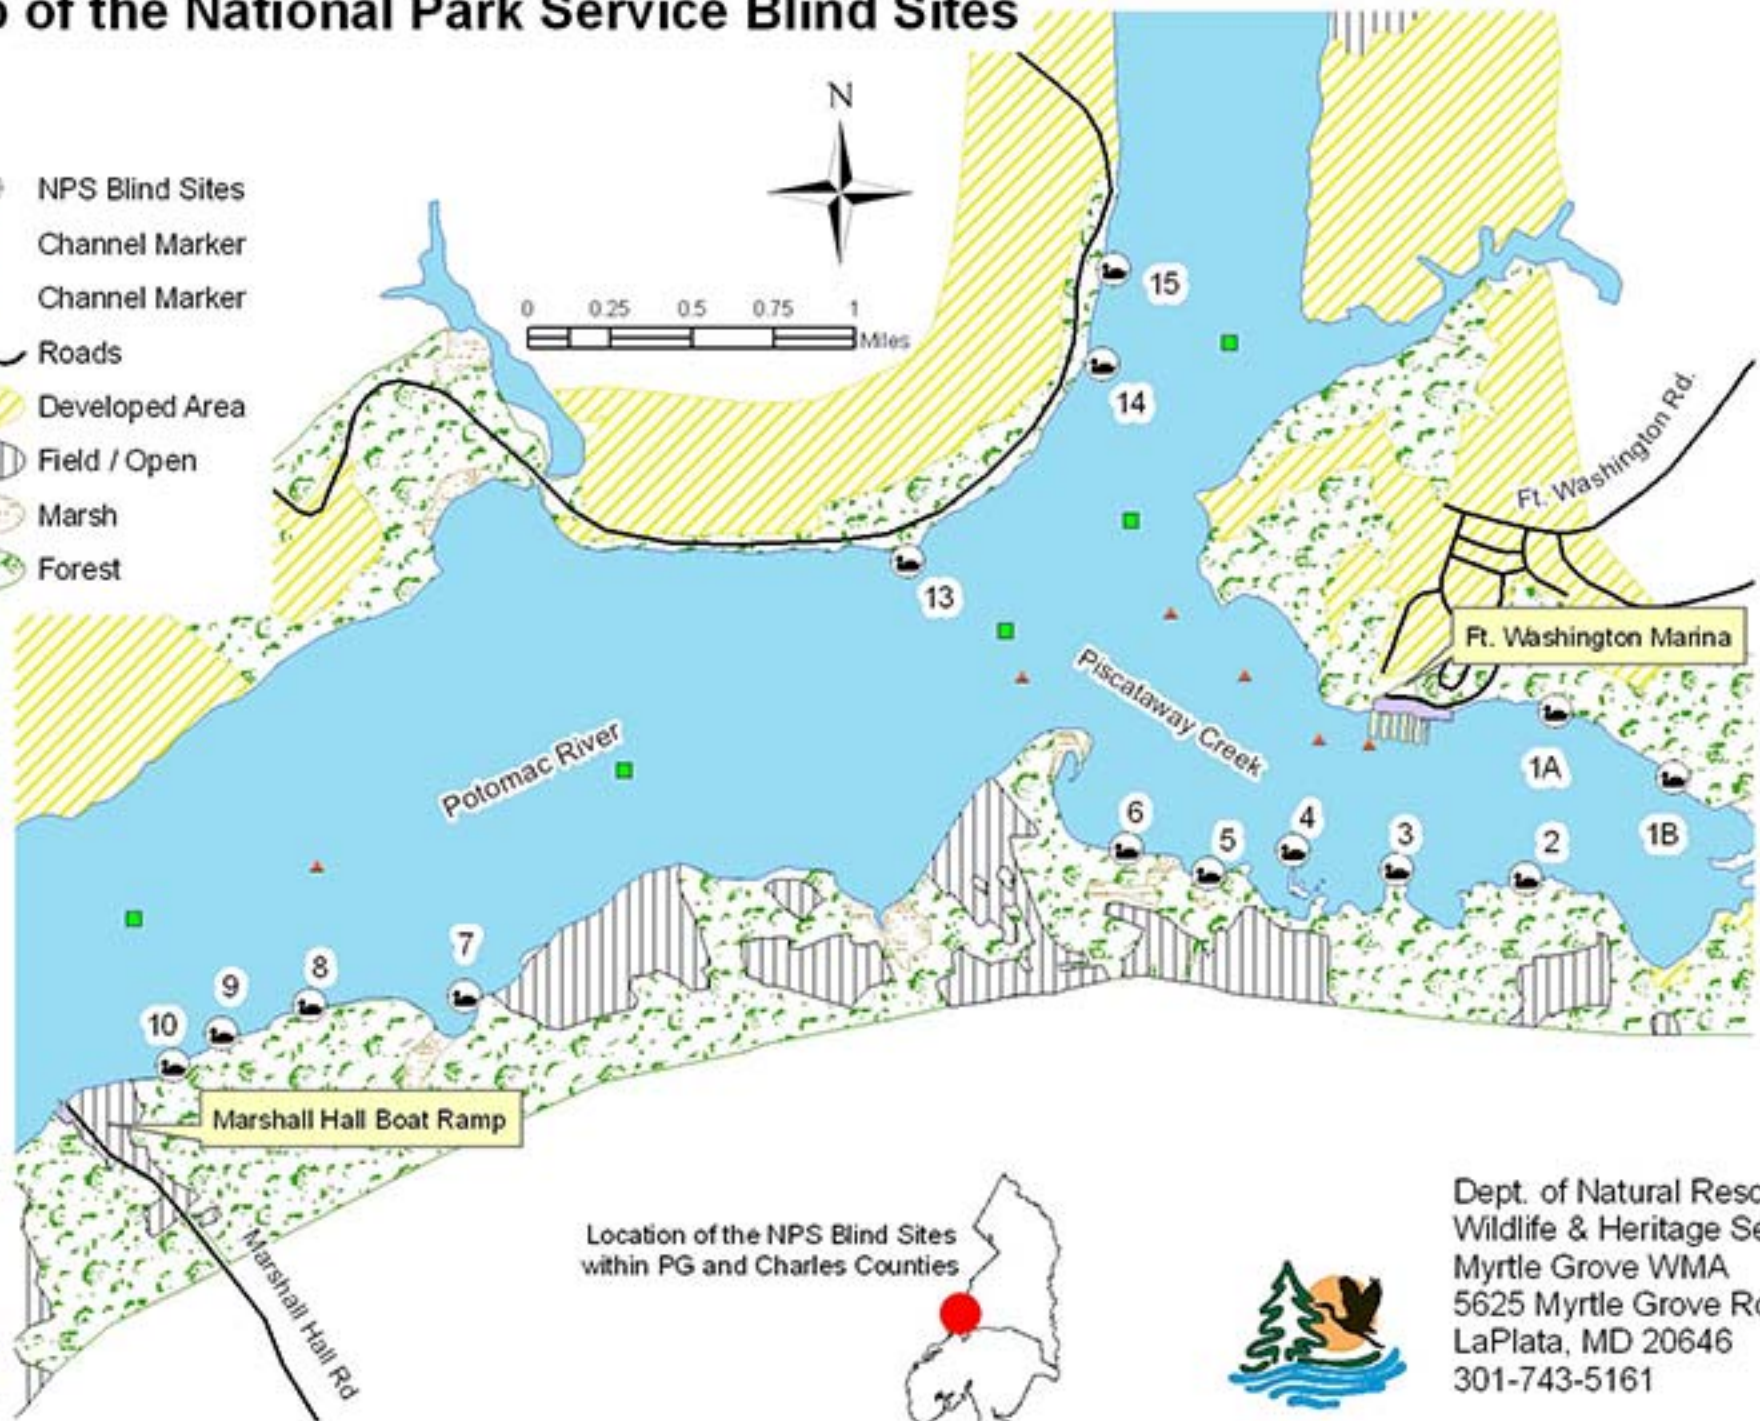 of the National Park Service Blind Sites
N
NPS Blind Sites
Channel Marker
Channel Marker
Roads
Developed Area
Field / Open
Marsh
Forest
0 0.25 0.5 0.75 1
Miles
15
14
13
Ft. Washington Rd.
Ft. Washington Marina
Piscataway Creek
Potomac River
1A
1B
6
5
4
3
2
7
8
9
10
Marshall Hall Boat Ramp
Marshall Hall Rd
Location of the NPS Blind Sites
within PG and Charles Counties
Dept. of Natural
Wildlife & Heritage
Myrtle Grove WMA
5625 Myrtle Grove
LaPlata, MD 20646
301-743-5161